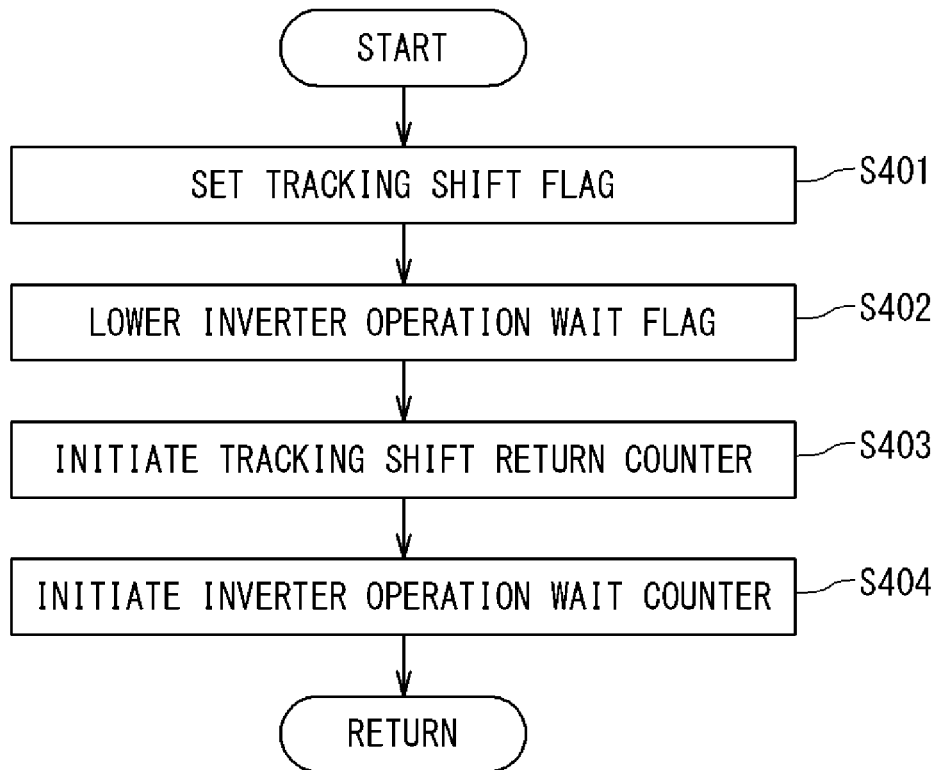 START
SET TRACKING SHIFT FLAG
S401
LOWER INVERTER OPERATION WAIT FLAG
S402
INITIATE TRACKING SHIFT RETURN COUNTER
S403
INITIATE INVERTER OPERATION WAIT COUNTER
S404
RETURN